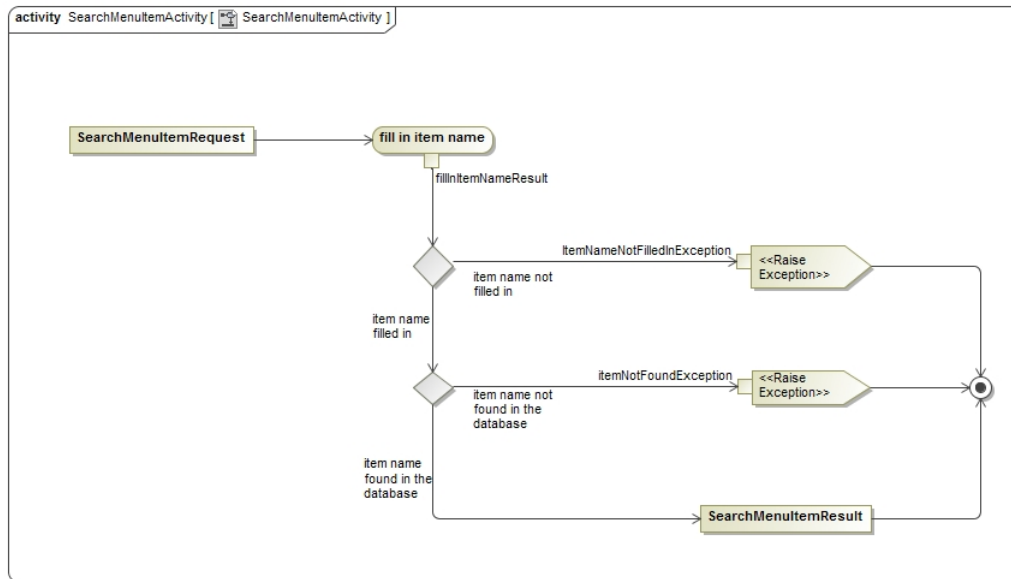 activity SearchMenuItemActivity [ SearchMenuItemActivity ]
SearchMenuItemRequest
fill in item name
fillInItemNameResult
ItemNameNotFilledInException
<<Raise
Exception>>
item name not
filled in
item name
filled in
itemNotFoundException
<<Raise
Exception>>
item name not
found in the
database
item name
found in the
database
SearchMenuItemResult